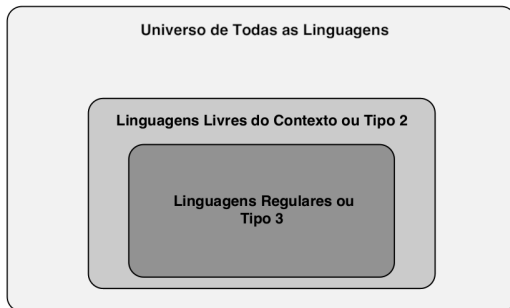 Universo de Todas as Linguagens
Linguagens Livres do Contexto ou Tipo 2
Linguagens Regulares ou
Tipo 3